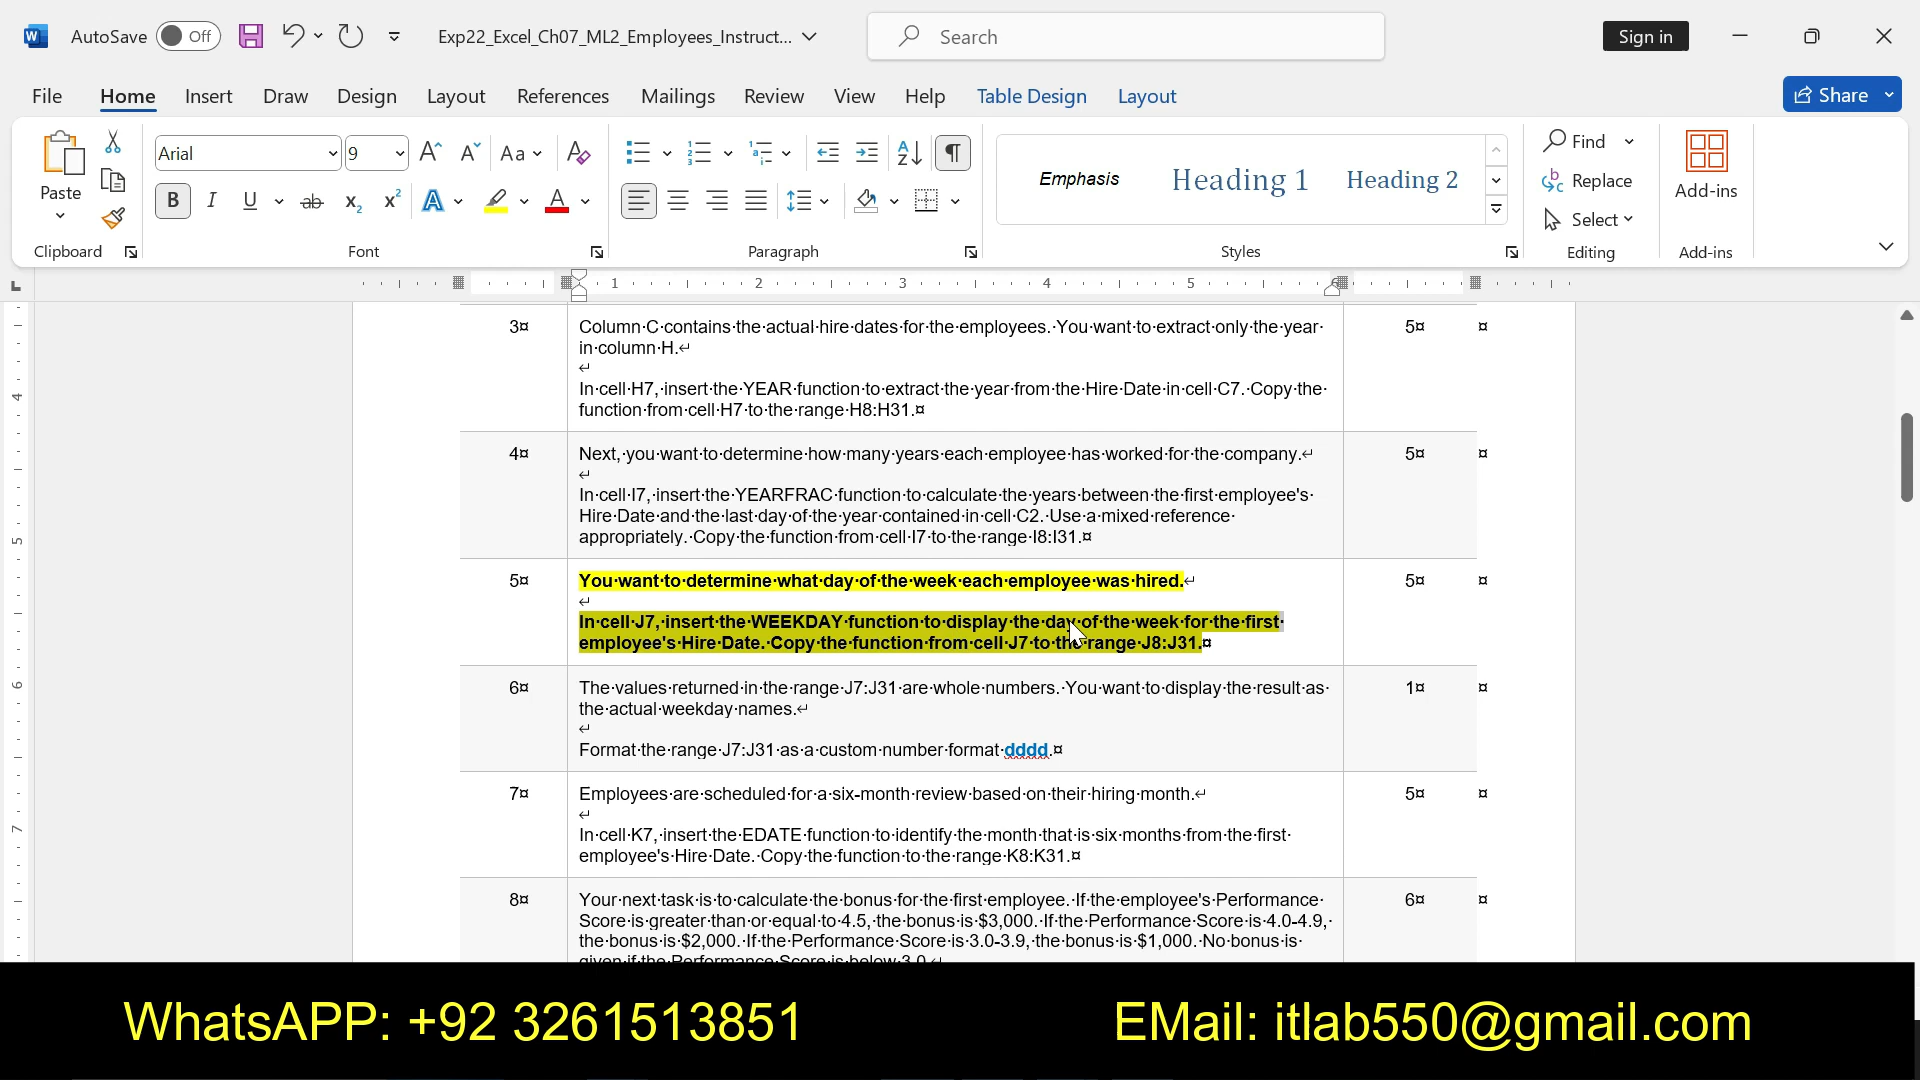 AutoSave Off Exp22_Excel_Ch07_ML2_Employees_Instruct... Search Sign in
File Home Insert Draw Design Layout References Mailings Review View Help Table Design Layout Share
Paste Arial 9 Aa Emphasis Heading 1 Heading 2 Find Replace Select Add-ins
Clipboard Font Paragraph Styles Editing Add-ins
1 2 3 4 5 6
3¤ Column·C·contains·the·actual·hire·dates·for·the·employees.·You·want·to·extract·only·the·year· 5¤ ¤
in·column·H.↵
↵
In·cell·H7,·insert·the·YEAR·function·to·extract·the·year·from·the·Hire·Date·in·cell·C7.·Copy·the·
function·from·cell·H7·to·the·range·H8:H31.¤
4¤ Next,·you·want·to·determine·how·many·years·each·employee·has·worked·for·the·company.↵ 5¤ ¤
↵
In·cell·I7,·insert·the·YEARFRAC·function·to·calculate·the·years·between·the·first·employee's·
Hire·Date·and·the·last·day·of·the·year·contained·in·cell·C2.·Use·a·mixed·reference·
appropriately.·Copy·the·function·from·cell·I7·to·the·range·I8:I31.¤
5¤ You·want·to·determine·what·day·of·the·week·each·employee·was·hired.↵ 5¤ ¤
↵
In·cell·J7,·insert·the·WEEKDAY·function·to·display·the·day·of·the·week·for·the·first·
employee's·Hire·Date.·Copy·the·function·from·cell·J7·to·the·range·J8:J31.¤
6¤ The·values·returned·in·the·range·J7:J31·are·whole·numbers.·You·want·to·display·the·result·as· 1¤ ¤
the·actual·weekday·names.↵
↵
Format·the·range·J7:J31·as·a·custom·number·format·dddd.¤
7¤ Employees·are·scheduled·for·a·six-month·review·based·on·their·hiring·month.↵ 5¤ ¤
↵
In·cell·K7,·insert·the·EDATE·function·to·identify·the·month·that·is·six·months·from·the·first·
employee's·Hire·Date.·Copy·the·function·to·the·range·K8:K31.¤
8¤ Your·next·task·is·to·calculate·the·bonus·for·the·first·employee.·If·the·employee's·Performance· 6¤ ¤
Score·is·greater·than·or·equal·to·4.5,·the·bonus·is·$3,000.·If·the·Performance·Score·is·4.0-4.9,·
the·bonus·is·$2,000.·If·the·Performance·Score·is·3.0-3.9,·the·bonus·is·$1,000.·No·bonus·is·
given·if·the·Performance·Score·is·below·3.0↵
WhatsAPP: +92 3261513851 EMail: itlab550@gmail.com